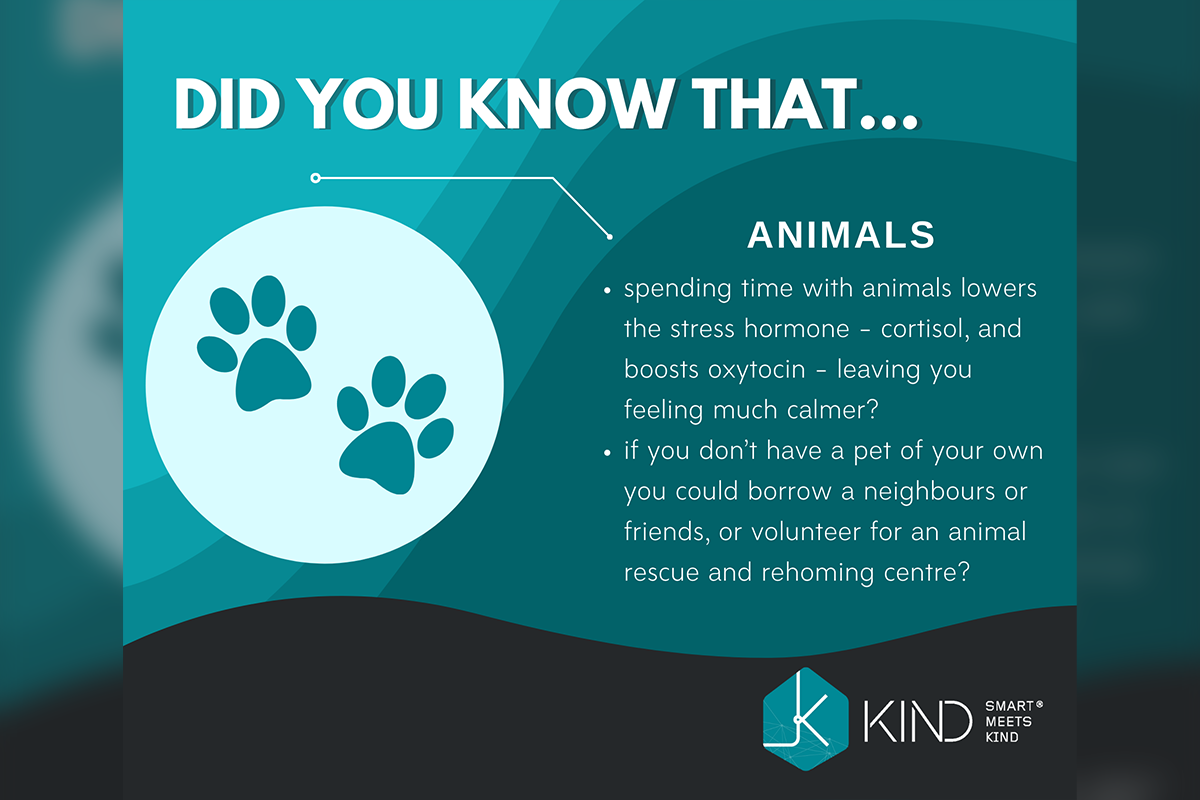 DID YOU KNOW THAT...
ANIMALS
• spending time with animals lowers
the stress hormone - cortisol, and
boosts oxytocin - leaving you
feeling much calmer?
• if you don't have a pet of your own
you could borrow a neighbours or
friends, or volunteer for an animal
rescue and rehoming centre?
K KIND
SMART®
MEETS
KIND